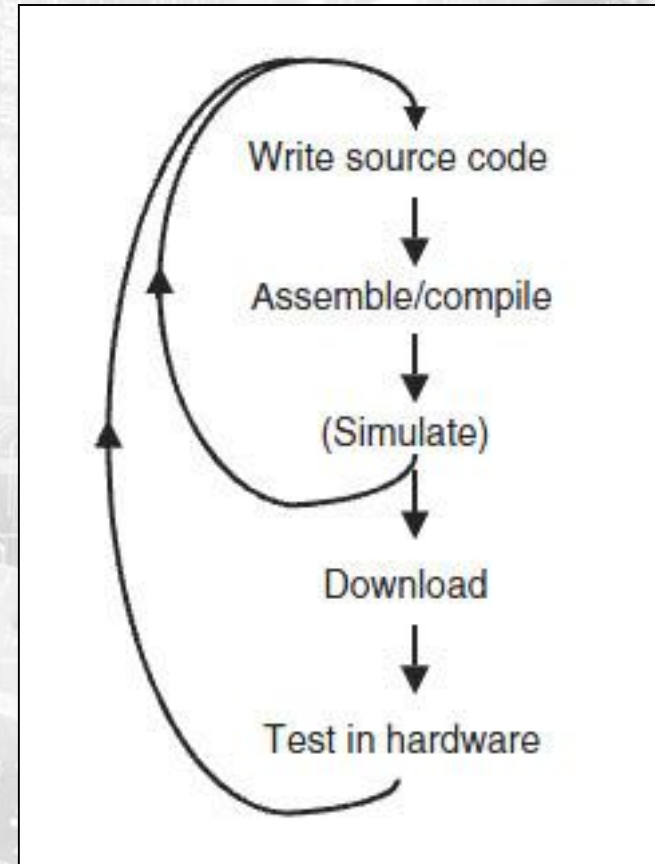 Write source code
Assemble/compile
(Simulate)
Download
Test in hardware